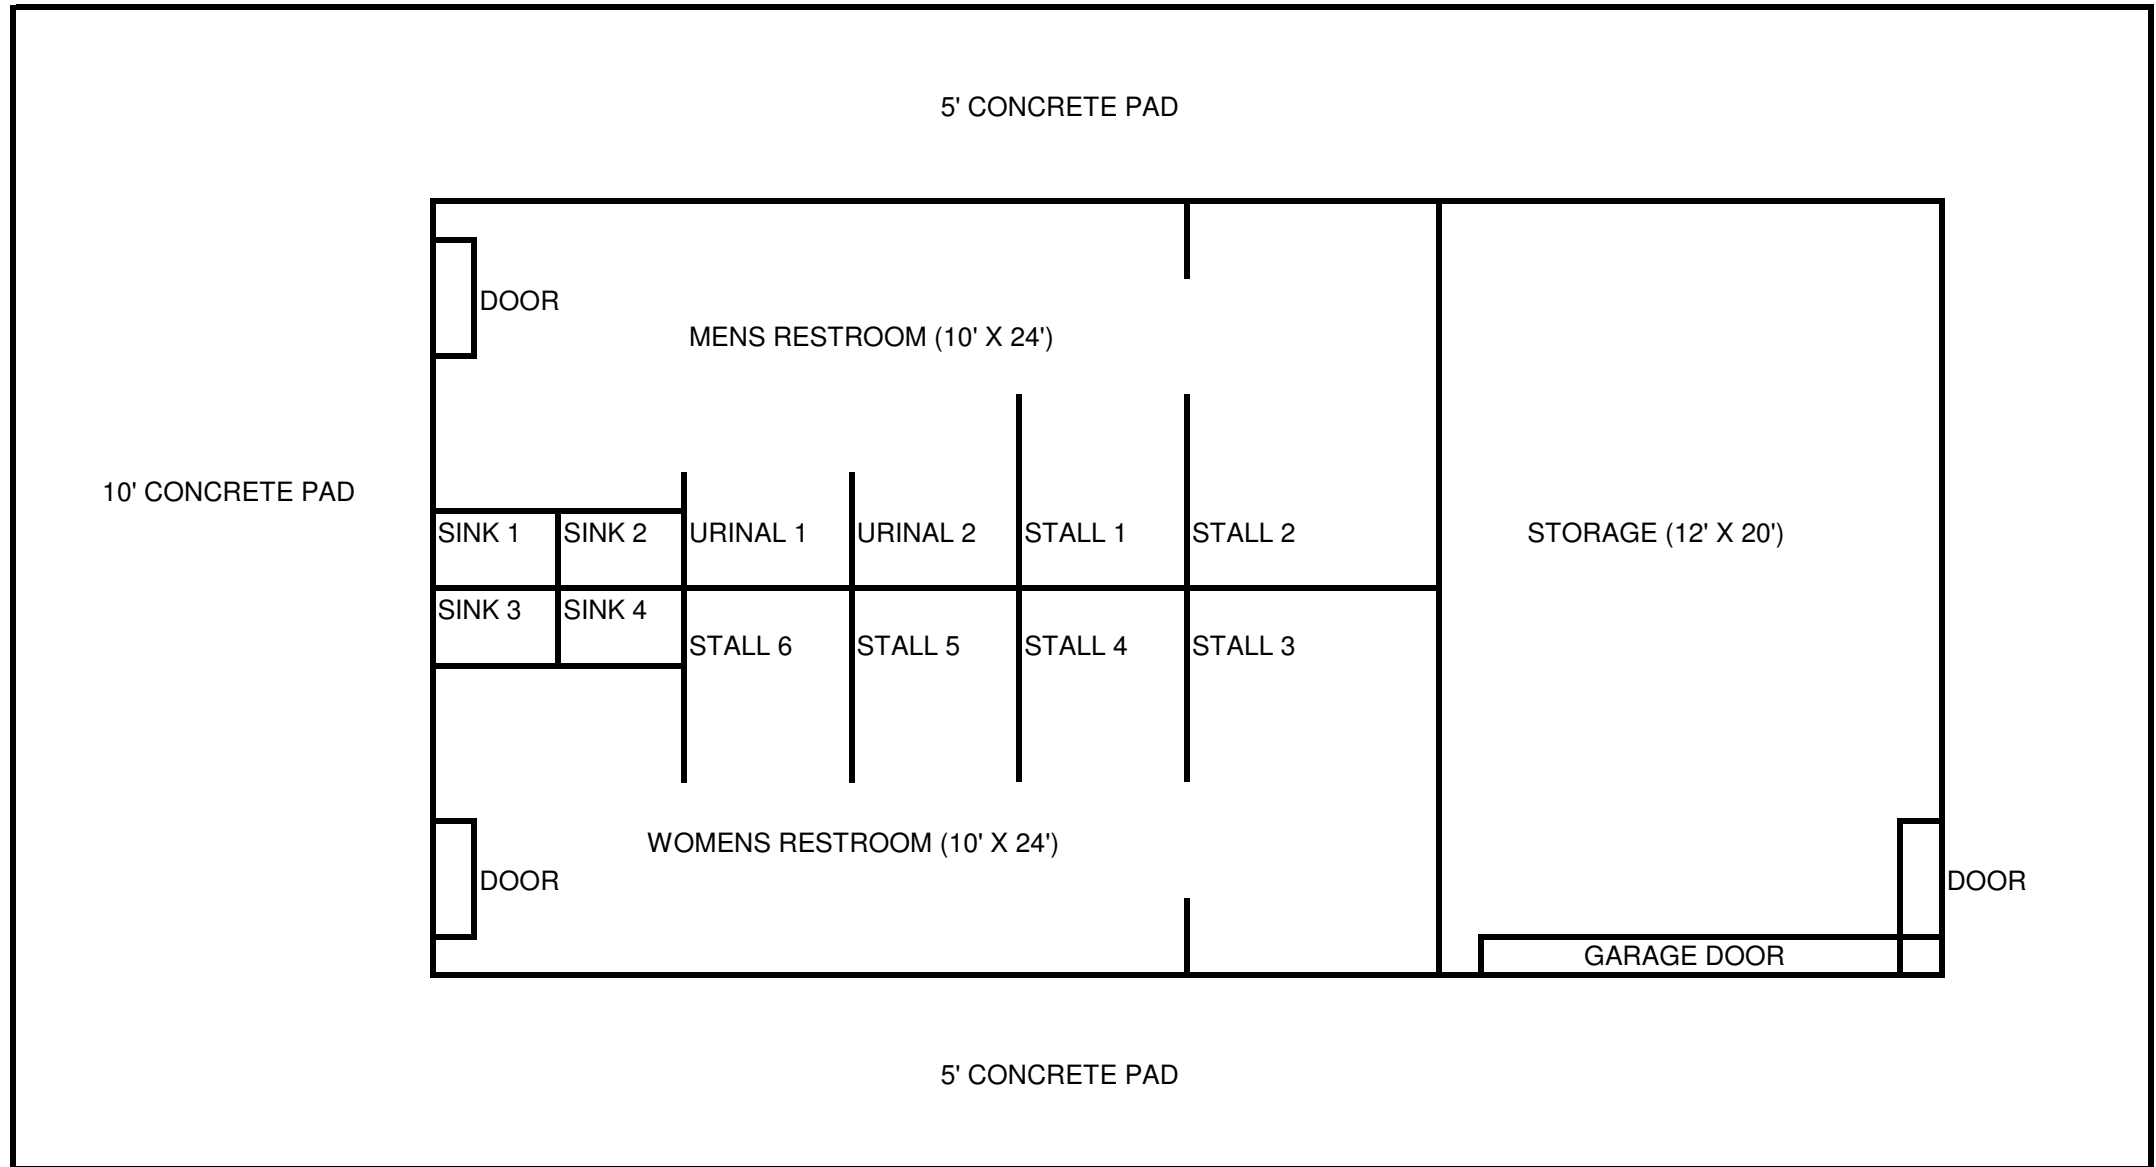 5' CONCRETE PAD
DOOR
MENS RESTROOM (10' X 24')
10' CONCRETE PAD
SINK 1
SINK 2
URINAL 1
URINAL 2
STALL 1
STALL 2
STORAGE (12' X 20')
SINK 3
SINK 4
STALL 6
STALL 5
STALL 4
STALL 3
WOMENS RESTROOM (10' X 24')
DOOR
DOOR
GARAGE DOOR
5' CONCRETE PAD